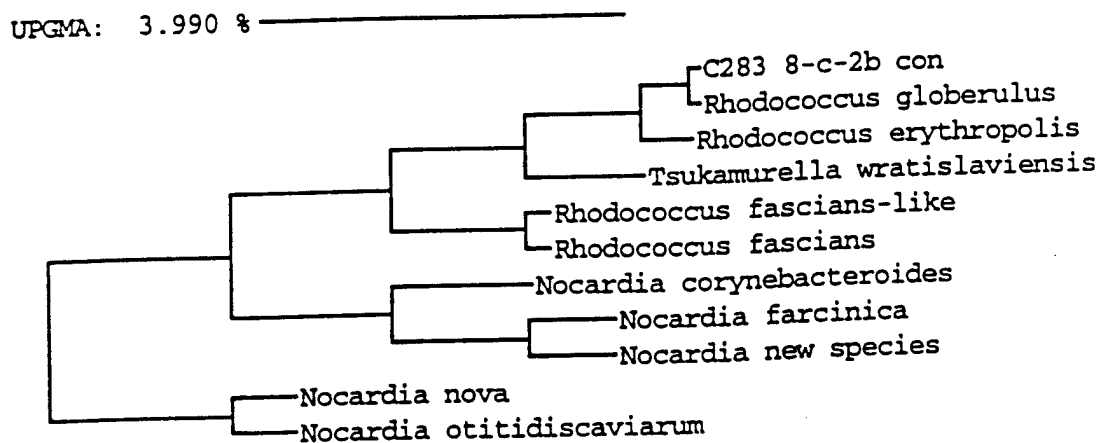 UPGMA: 3.990 %
C283 8-c-2b con
Rhodococcus globerulus
Rhodococcus erythropolis
Tsukamurella wratislaviensis
Rhodococcus fascians-like
Rhodococcus fascians
Nocardia corynebacteroides
Nocardia farcinica
Nocardia new species
Nocardia nova
Nocardia otitidiscaviarum